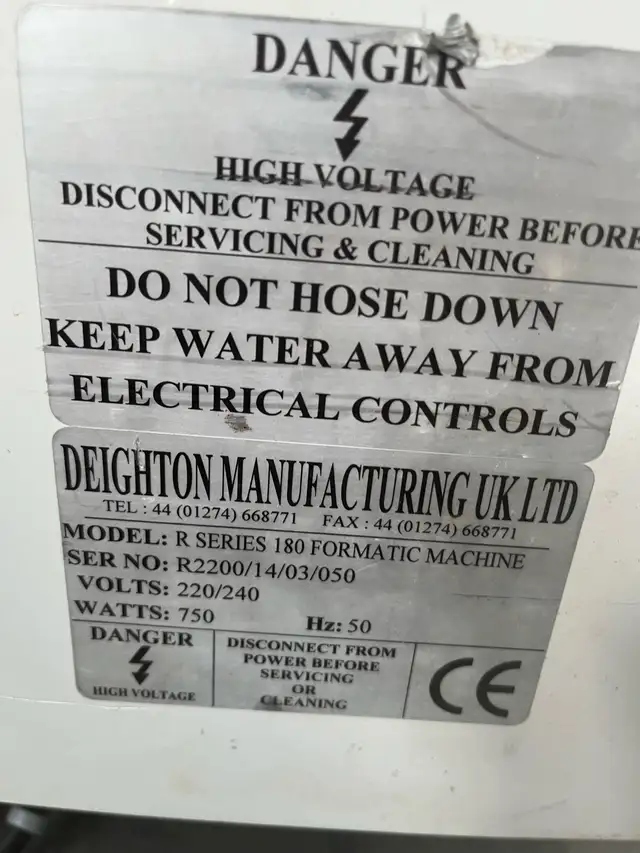 DANGER
HIGH VOLTAGE
DISCONNECT FROM POWER BEFORE
SERVICING & CLEANING
DO NOT HOSE DOWN
KEEP WATER AWAY FROM
ELECTRICAL CONTROLS
DEIGHTON MANUFACTURING UK LTD
TEL : 44 (01274) 668771 FAX : 44 (01274) 668771
MODEL: R SERIES 180 FORMATIC MACHINE
SER NO: R2200/14/03/050
VOLTS: 220/240
WATTS: 750 Hz: 50
DANGER
HIGH VOLTAGE
DISCONNECT FROM
POWER BEFORE
SERVICING
OR
CLEANING
CE